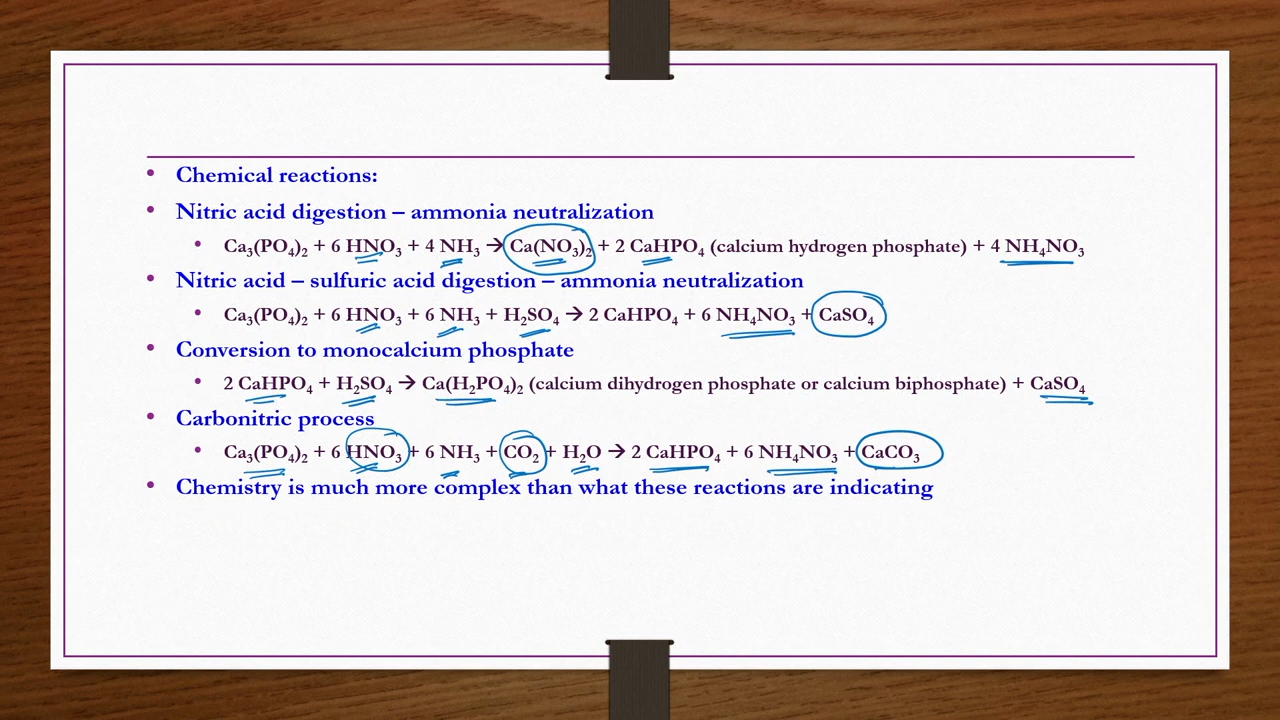 Chemical reactions:
Nitric acid digestion – ammonia neutralization
Ca₃(PO₄)₂ + 6 HNO₃ + 4 NH₃ → Ca(NO₃)₂ + 2 CaHPO₄ (calcium hydrogen phosphate) + 4 NH₄NO₃
Nitric acid – sulfuric acid digestion – ammonia neutralization
Ca₃(PO₄)₂ + 6 HNO₃ + 6 NH₃ + H₂SO₄ → 2 CaHPO₄ + 6 NH₄NO₃ + CaSO₄
Conversion to monocalcium phosphate
2 CaHPO₄ + H₂SO₄ → Ca(H₂PO₄)₂ (calcium dihydrogen phosphate or calcium biphosphate) + CaSO₄
Carbonitric process
Ca₃(PO₄)₂ + 6 HNO₃ + 6 NH₃ + CO₂ + H₂O → 2 CaHPO₄ + 6 NH₄NO₃ + CaCO₃
Chemistry is much more complex than what these reactions are indicating